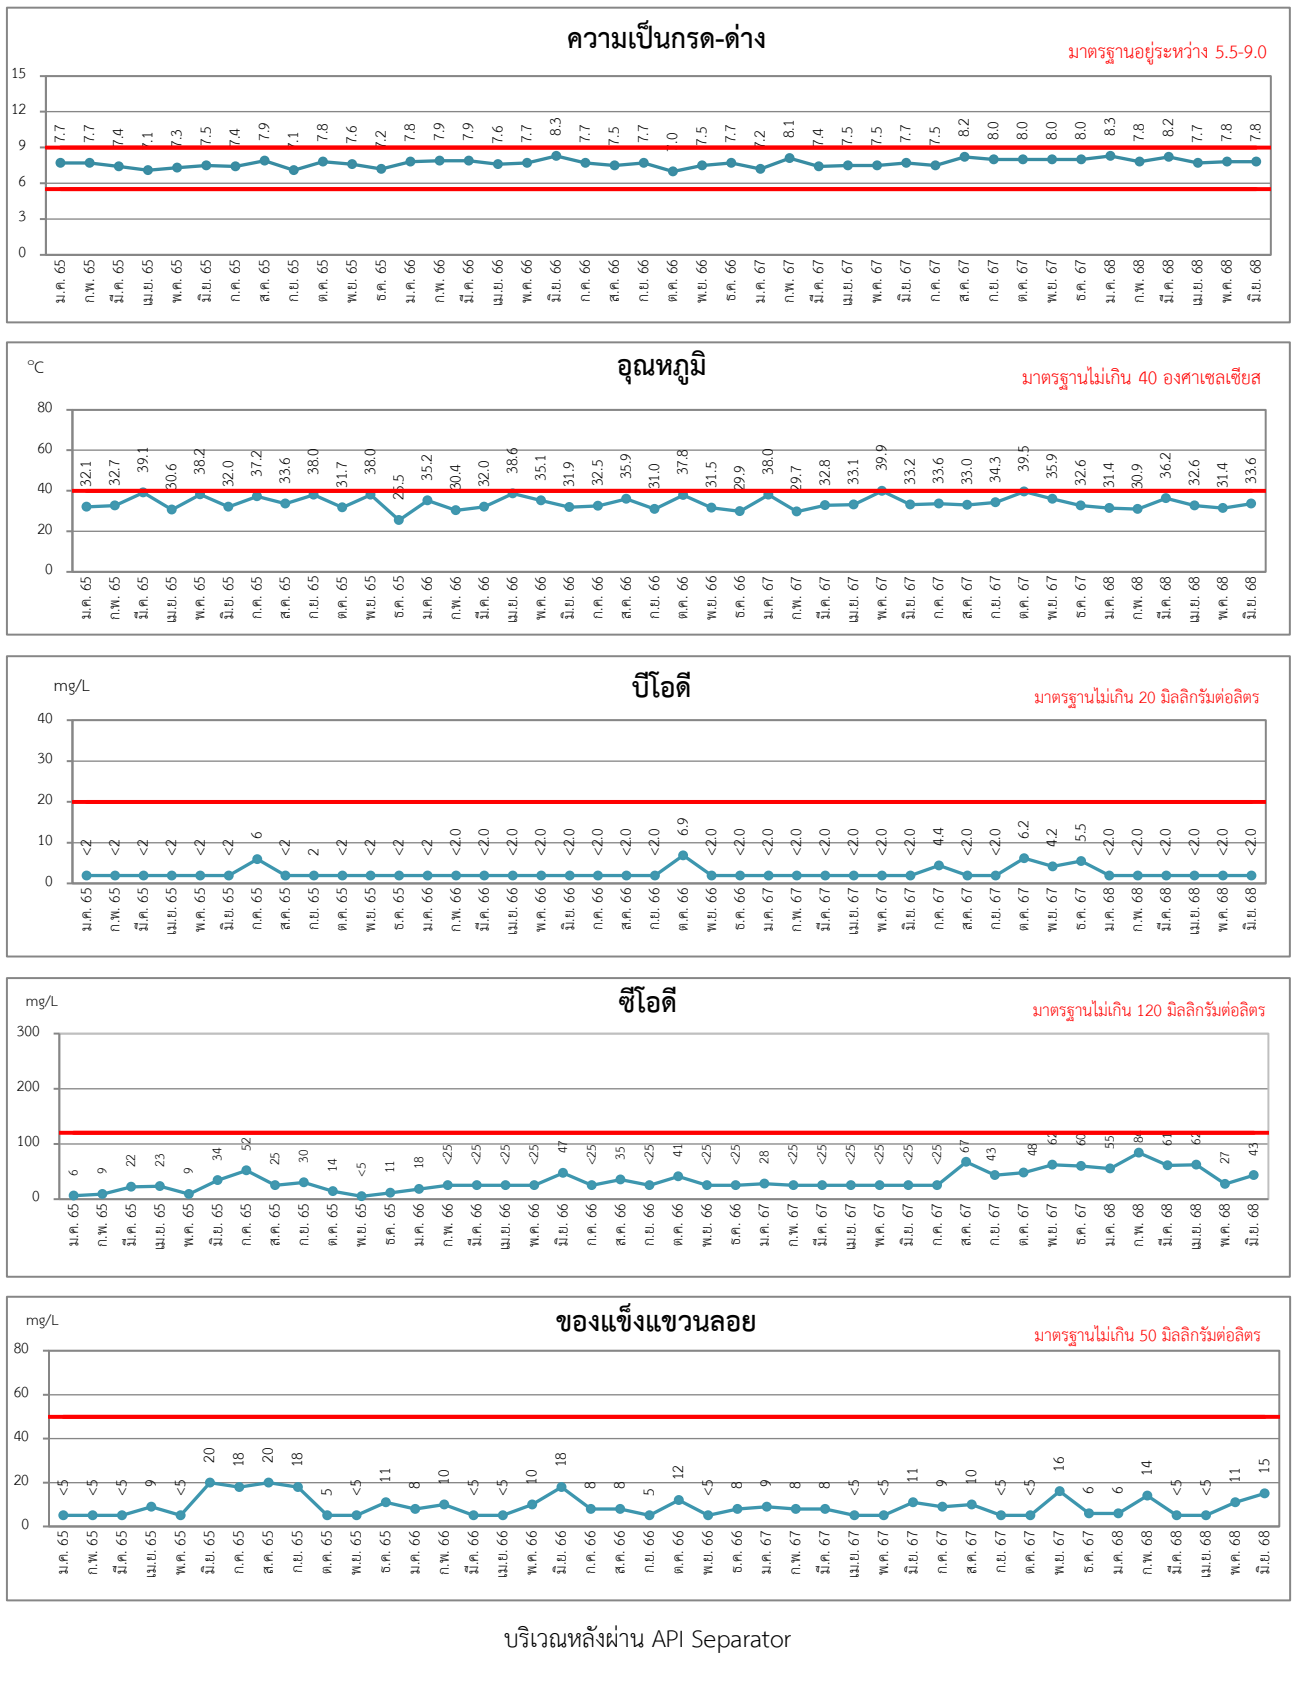 ความเป็นกรด-ด่าง
มาตรฐานอยู่ระหว่าง 5.5-9.0
15
12
9
6
3
0
7.7 7.7 7.4 7.1 7.3 7.5 7.4 7.9 7.1 7.8 7.6 7.2 7.8 7.9 7.9 7.6 7.7 8.3 7.7 7.5 7.7 7.0 7.5 7.7 7.2 8.1 7.4 7.5 7.5 7.7 7.5 8.2 8.0 8.0 8.0 8.0 8.3 7.8 8.2 7.7 7.8 7.8
ม.ค. 65 ก.พ. 65 มี.ค. 65 เม.ย. 65 พ.ค. 65 มิ.ย. 65 ก.ค. 65 ส.ค. 65 ก.ย. 65 ต.ค. 65 พ.ย. 65 ธ.ค. 65 ม.ค. 66 ก.พ. 66 มี.ค. 66 เม.ย. 66 พ.ค. 66 มิ.ย. 66 ก.ค. 66 ส.ค. 66 ก.ย. 66 ต.ค. 66 พ.ย. 66 ธ.ค. 66 ม.ค. 67 ก.พ. 67 มี.ค. 67 เม.ย. 67 พ.ค. 67 มิ.ย. 67 ก.ค. 67 ส.ค. 67 ก.ย. 67 ต.ค. 67 พ.ย. 67 ธ.ค. 67 ม.ค. 68 ก.พ. 68 มี.ค. 68 เม.ย. 68 พ.ค. 68 มิ.ย. 68
°C
อุณหภูมิ
มาตรฐานไม่เกิน 40 องศาเซลเซียส
80
60
40
20
0
32.1 32.7 39.1 30.6 38.2 32.0 37.2 33.6 38.0 31.7 38.0 25.5 35.2 30.4 32.0 38.6 35.1 31.9 32.5 35.9 31.0 37.8 31.5 29.9 38.0 29.7 32.8 33.1 39.9 33.2 33.6 33.0 34.3 39.5 35.9 32.6 31.4 30.9 36.2 32.6 31.4 33.6
ม.ค. 65 ก.พ. 65 มี.ค. 65 เม.ย. 65 พ.ค. 65 มิ.ย. 65 ก.ค. 65 ส.ค. 65 ก.ย. 65 ต.ค. 65 พ.ย. 65 ธ.ค. 65 ม.ค. 66 ก.พ. 66 มี.ค. 66 เม.ย. 66 พ.ค. 66 มิ.ย. 66 ก.ค. 66 ส.ค. 66 ก.ย. 66 ต.ค. 66 พ.ย. 66 ธ.ค. 66 ม.ค. 67 ก.พ. 67 มี.ค. 67 เม.ย. 67 พ.ค. 67 มิ.ย. 67 ก.ค. 67 ส.ค. 67 ก.ย. 67 ต.ค. 67 พ.ย. 67 ธ.ค. 67 ม.ค. 68 ก.พ. 68 มี.ค. 68 เม.ย. 68 พ.ค. 68 มิ.ย. 68
mg/L
บีโอดี
มาตรฐานไม่เกิน 20 มิลลิกรัมต่อลิตร
40
30
20
10
0
<2 <2 <2 <2 <2 <2 6 <2 2 <2 <2 <2 <2 <2.0 <2.0 <2.0 <2.0 <2.0 <2.0 <2.0 <2.0 6.9 <2.0 <2.0 <2.0 <2.0 <2.0 <2.0 <2.0 <2.0 4.4 <2.0 <2.0 6.2 4.2 5.5 <2.0 <2.0 <2.0 <2.0 <2.0 <2.0
ม.ค. 65 ก.พ. 65 มี.ค. 65 เม.ย. 65 พ.ค. 65 มิ.ย. 65 ก.ค. 65 ส.ค. 65 ก.ย. 65 ต.ค. 65 พ.ย. 65 ธ.ค. 65 ม.ค. 66 ก.พ. 66 มี.ค. 66 เม.ย. 66 พ.ค. 66 มิ.ย. 66 ก.ค. 66 ส.ค. 66 ก.ย. 66 ต.ค. 66 พ.ย. 66 ธ.ค. 66 ม.ค. 67 ก.พ. 67 มี.ค. 67 เม.ย. 67 พ.ค. 67 มิ.ย. 67 ก.ค. 67 ส.ค. 67 ก.ย. 67 ต.ค. 67 พ.ย. 67 ธ.ค. 67 ม.ค. 68 ก.พ. 68 มี.ค. 68 เม.ย. 68 พ.ค. 68 มิ.ย. 68
mg/L
ซีโอดี
มาตรฐานไม่เกิน 120 มิลลิกรัมต่อลิตร
300
200
100
0
6 9 22 23 9 34 52 25 30 14 <5 11 18 <25 <25 <25 <25 47 <25 35 <25 41 <25 <25 28 <25 <25 <25 <25 <25 <25 67 43 48 62 60 55 84 61 62 27 43
ม.ค. 65 ก.พ. 65 มี.ค. 65 เม.ย. 65 พ.ค. 65 มิ.ย. 65 ก.ค. 65 ส.ค. 65 ก.ย. 65 ต.ค. 65 พ.ย. 65 ธ.ค. 65 ม.ค. 66 ก.พ. 66 มี.ค. 66 เม.ย. 66 พ.ค. 66 มิ.ย. 66 ก.ค. 66 ส.ค. 66 ก.ย. 66 ต.ค. 66 พ.ย. 66 ธ.ค. 66 ม.ค. 67 ก.พ. 67 มี.ค. 67 เม.ย. 67 พ.ค. 67 มิ.ย. 67 ก.ค. 67 ส.ค. 67 ก.ย. 67 ต.ค. 67 พ.ย. 67 ธ.ค. 67 ม.ค. 68 ก.พ. 68 มี.ค. 68 เม.ย. 68 พ.ค. 68 มิ.ย. 68
mg/L
ของแข็งแขวนลอย
มาตรฐานไม่เกิน 50 มิลลิกรัมต่อลิตร
80
60
40
20
0
<5 <5 <5 9 <5 20 18 20 18 5 <5 11 8 10 <5 <5 10 18 8 8 5 12 <5 8 9 8 8 <5 <5 11 9 10 <5 <5 16 6 6 14 <5 <5 11 15
ม.ค. 65 ก.พ. 65 มี.ค. 65 เม.ย. 65 พ.ค. 65 มิ.ย. 65 ก.ค. 65 ส.ค. 65 ก.ย. 65 ต.ค. 65 พ.ย. 65 ธ.ค. 65 ม.ค. 66 ก.พ. 66 มี.ค. 66 เม.ย. 66 พ.ค. 66 มิ.ย. 66 ก.ค. 66 ส.ค. 66 ก.ย. 66 ต.ค. 66 พ.ย. 66 ธ.ค. 66 ม.ค. 67 ก.พ. 67 มี.ค. 67 เม.ย. 67 พ.ค. 67 มิ.ย. 67 ก.ค. 67 ส.ค. 67 ก.ย. 67 ต.ค. 67 พ.ย. 67 ธ.ค. 67 ม.ค. 68 ก.พ. 68 มี.ค. 68 เม.ย. 68 พ.ค. 68 มิ.ย. 68
บริเวณหลังผ่าน API Separator